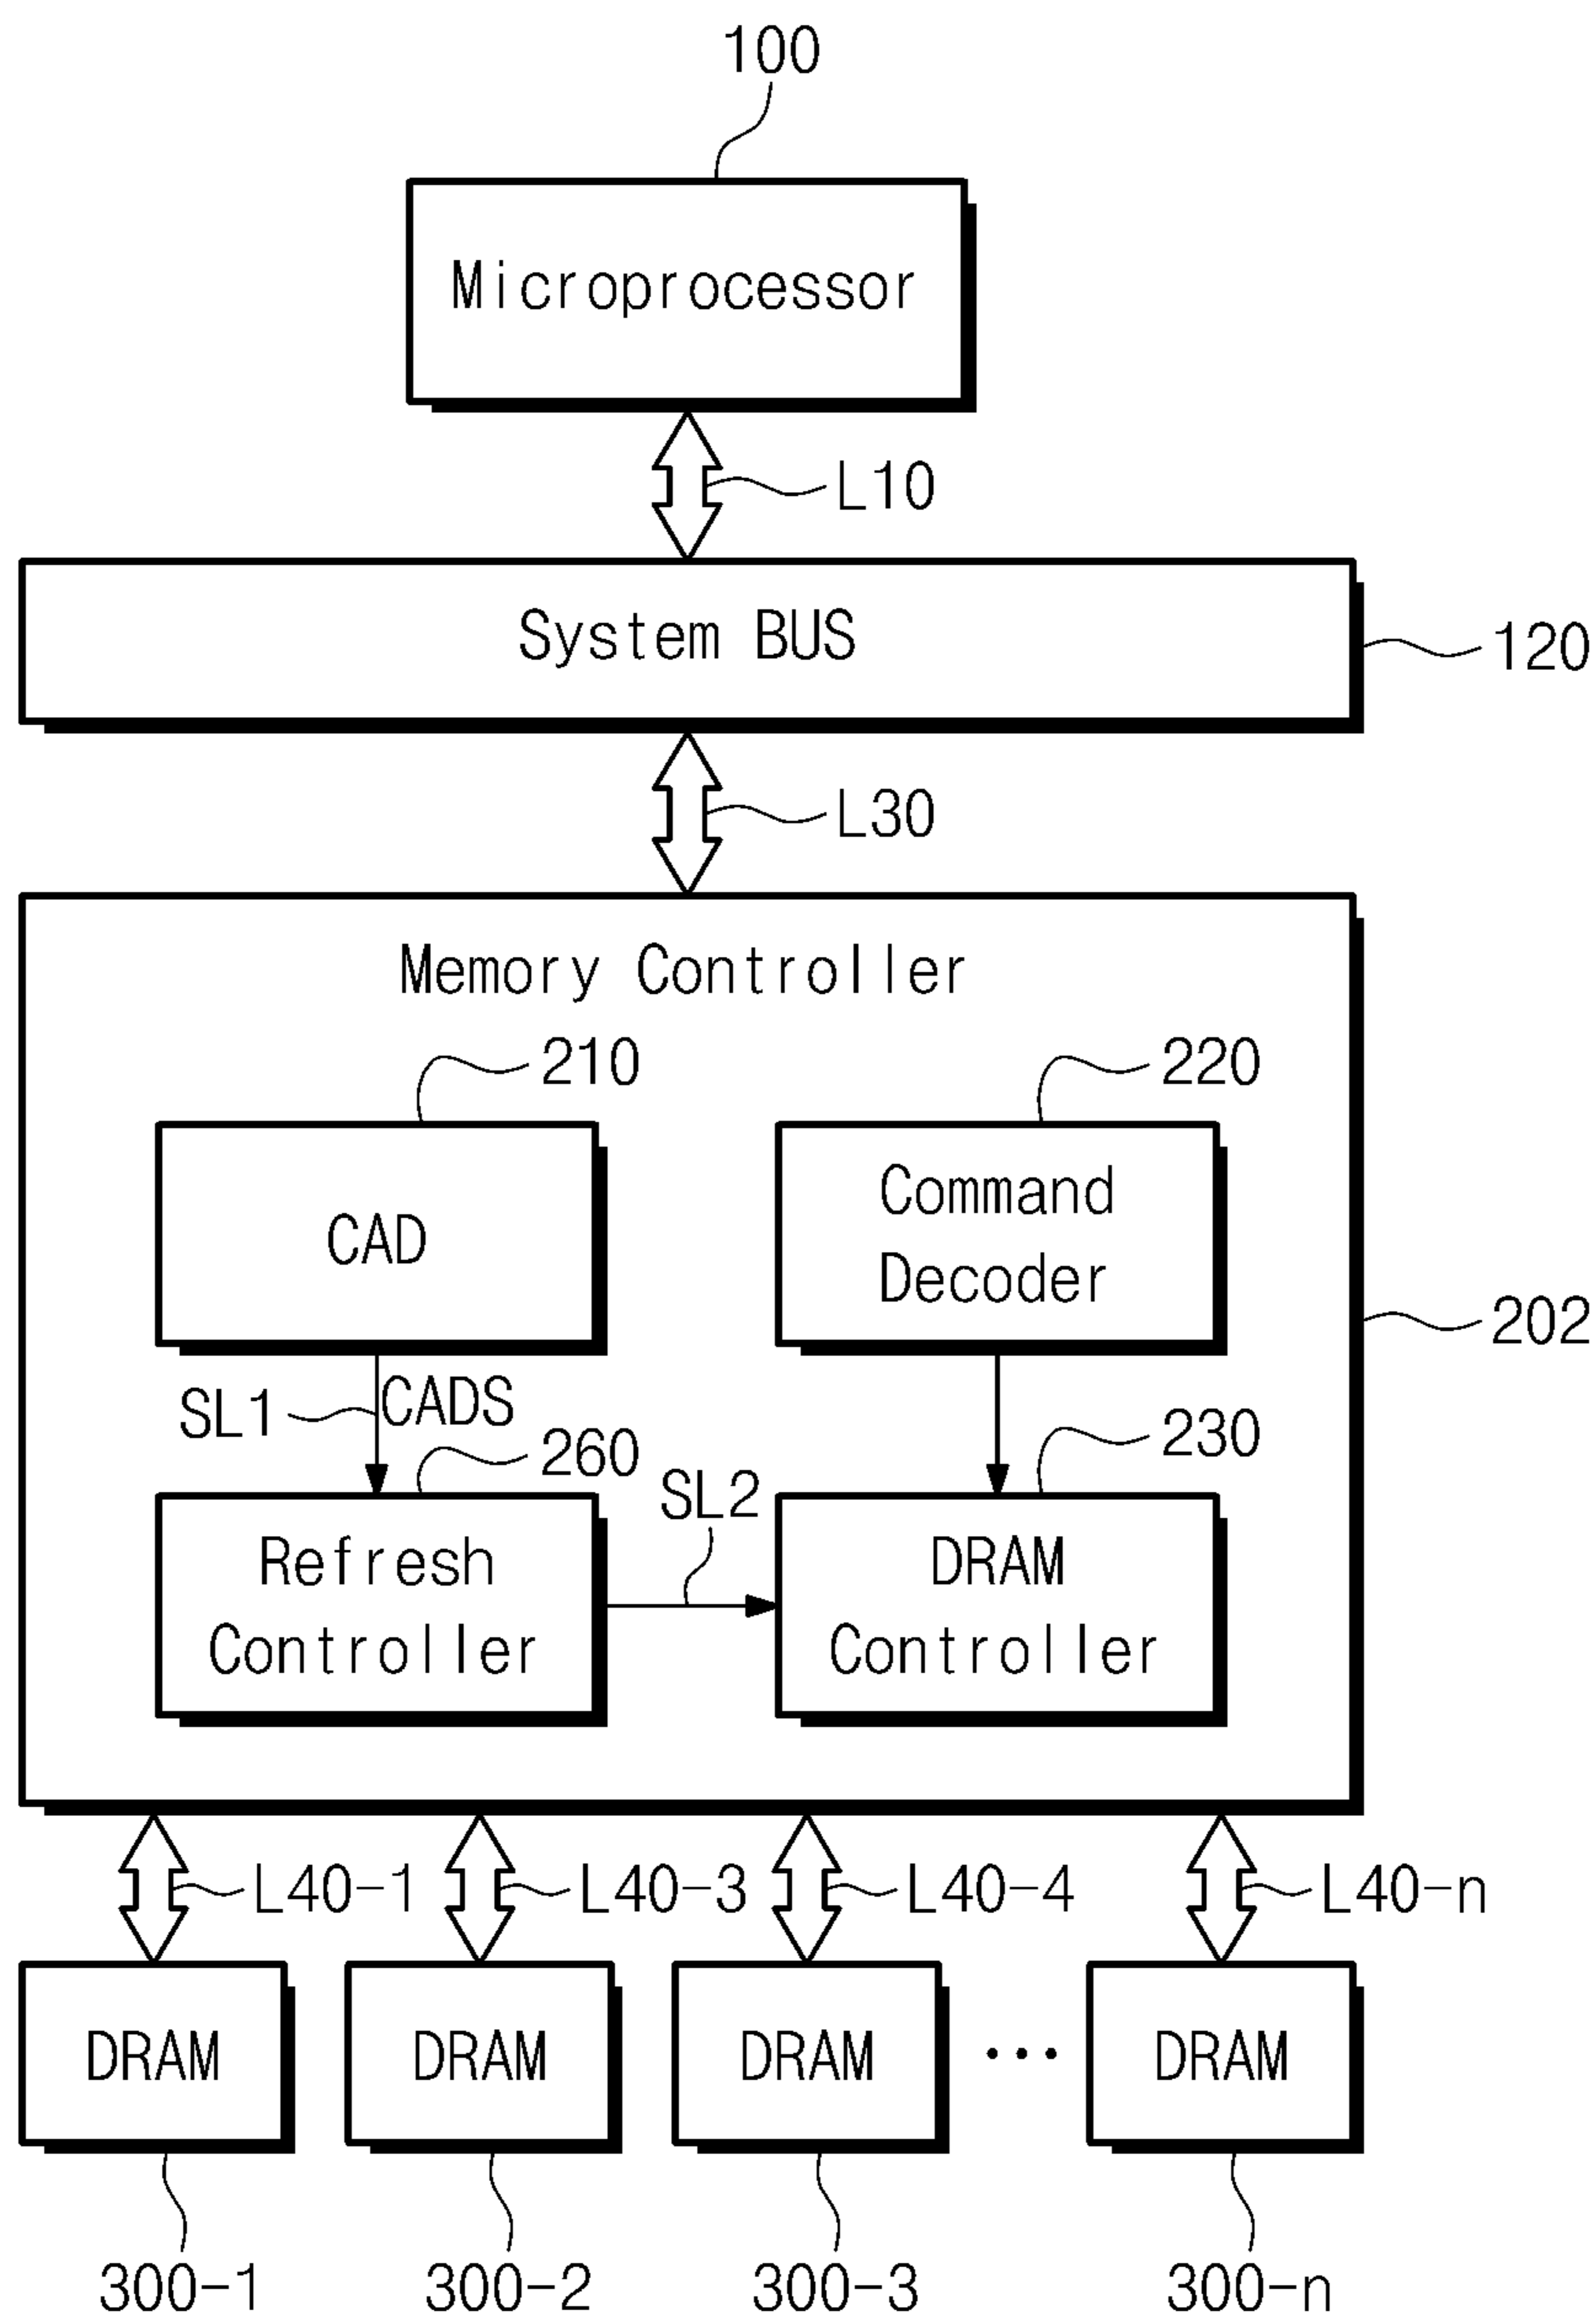 100
Microprocessor
L10
System BUS
120
L30
Memory Controller
210
220
CAD
Command
Decoder
202
SL1
CADS
260
230
SL2
Refresh
Controller
DRAM
Controller
L40-1
L40-3
L40-4
L40-n
DRAM
DRAM
DRAM
...
DRAM
300-1
300-2
300-3
300-n